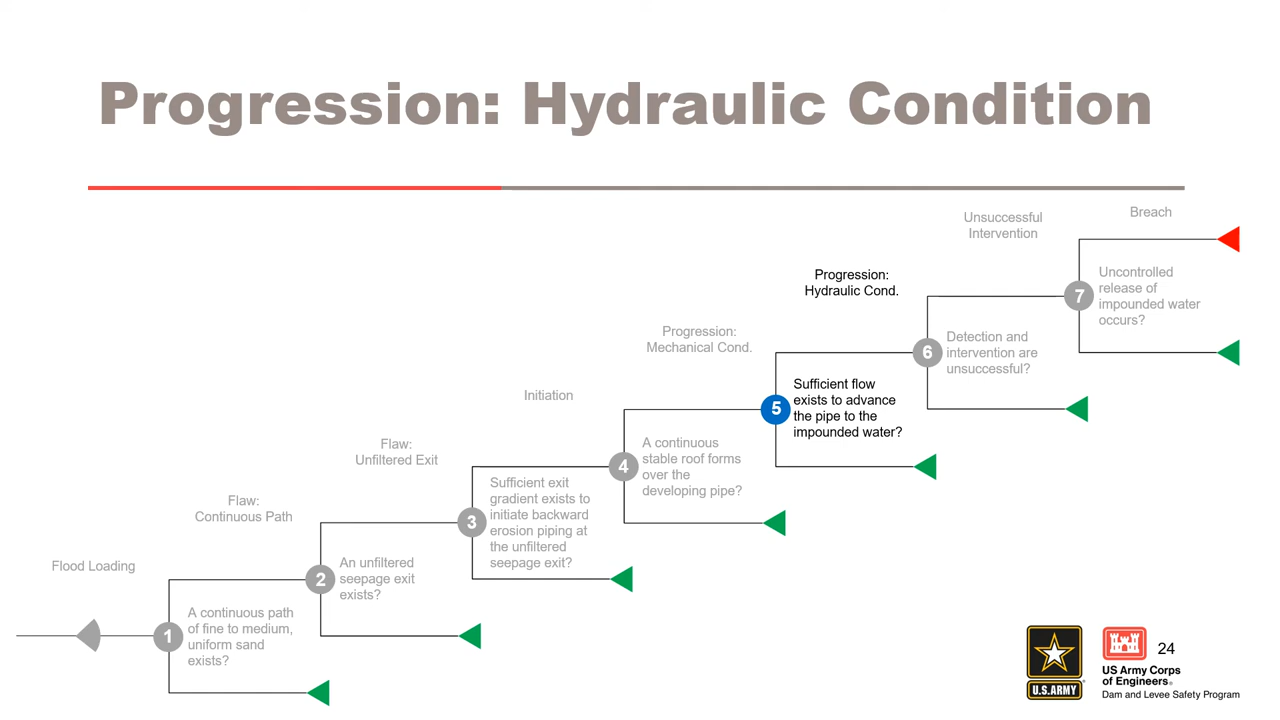 Progression: Hydraulic Condition
Breach
Unsuccessful
Intervention
Progression:
Hydraulic Cond.
7
Uncontrolled
release of
impounded water
occurs?
Progression:
Mechanical Cond.
6
Detection and
intervention are
unsuccessful?
Initiation
5
Sufficient flow
exists to advance
the pipe to the
impounded water?
Flaw:
Unfiltered Exit
4
A continuous
stable roof forms
over the
developing pipe?
Flaw:
Continuous Path
3
Sufficient exit
gradient exists to
initiate backward
erosion piping at
the unfiltered
seepage exit?
Flood Loading
2
An unfiltered
seepage exit
exists?
1
A continuous path
of fine to medium,
uniform sand
exists?
U.S.ARMY
24
US Army Corps
of Engineers®
Dam and Levee Safety Program